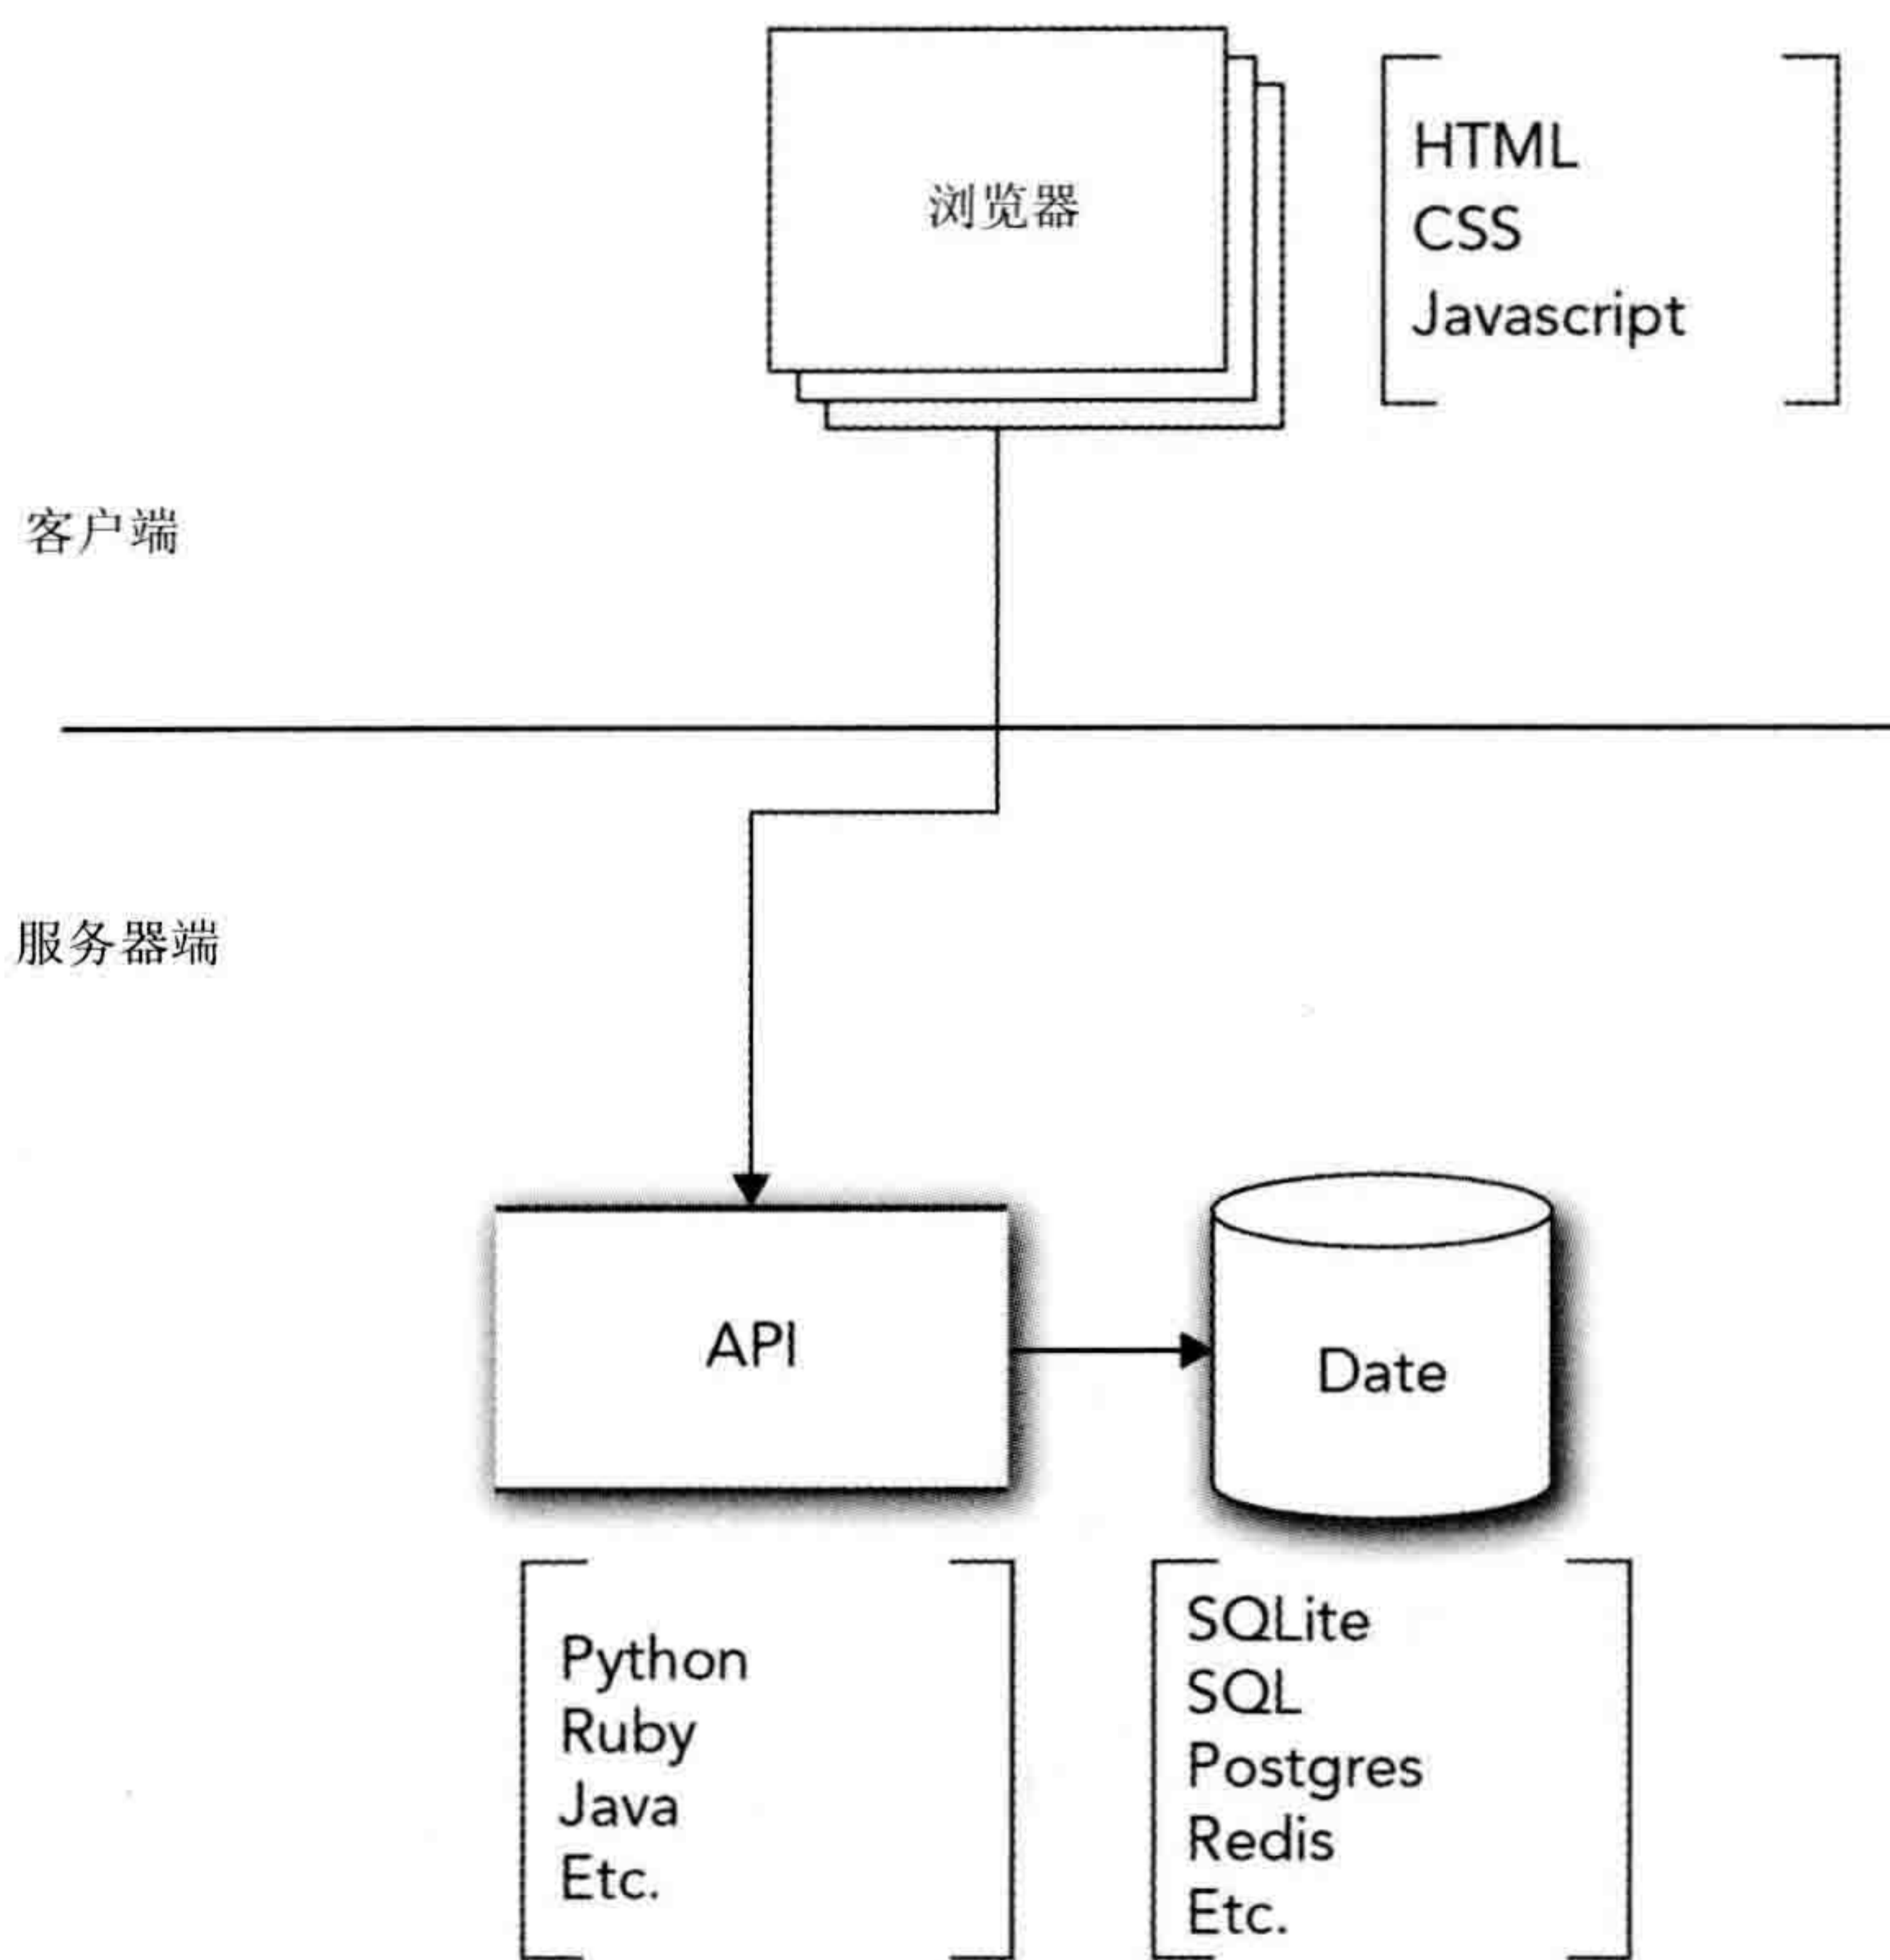 浏览器
HTML
CSS
Javascript
客户端
服务器端
API
Date
Python
Ruby
Java
Etc.
SQLite
SQL
Postgres
Redis
Etc.